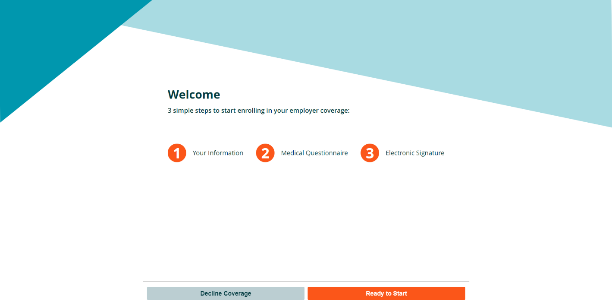 Welcome
3 simple steps to start enrolling in your employer coverage:
1 Your Information 2 Medical Questionnaire 3 Electronic Signature
Decline Coverage Ready to Start